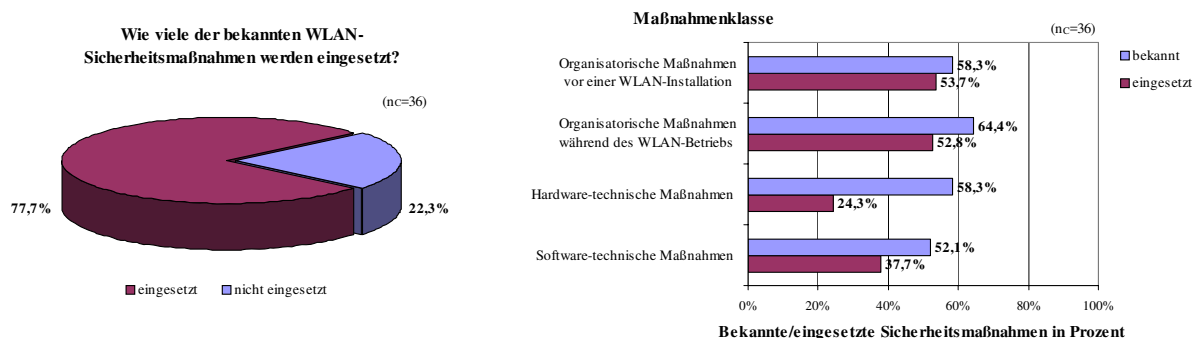 Wie viele der bekannten WLAN-
Sicherheitsmaßnahmen werden eingesetzt?
(nc=36)
77,7%
22,3%
eingesetzt
nicht eingesetzt
Maßnahmenklasse
(nc=36)
bekannt
eingesetzt
Organisatorische Maßnahmen
vor einer WLAN-Installation
58,3%
53,7%
Organisatorische Maßnahmen
während des WLAN-Betriebs
64,4%
52,8%
Hardware-technische Maßnahmen
58,3%
24,3%
Software-technische Maßnahmen
52,1%
37,7%
0%
20%
40%
60%
80%
100%
Bekannte/eingesetzte Sicherheitsmaßnahmen in Prozent